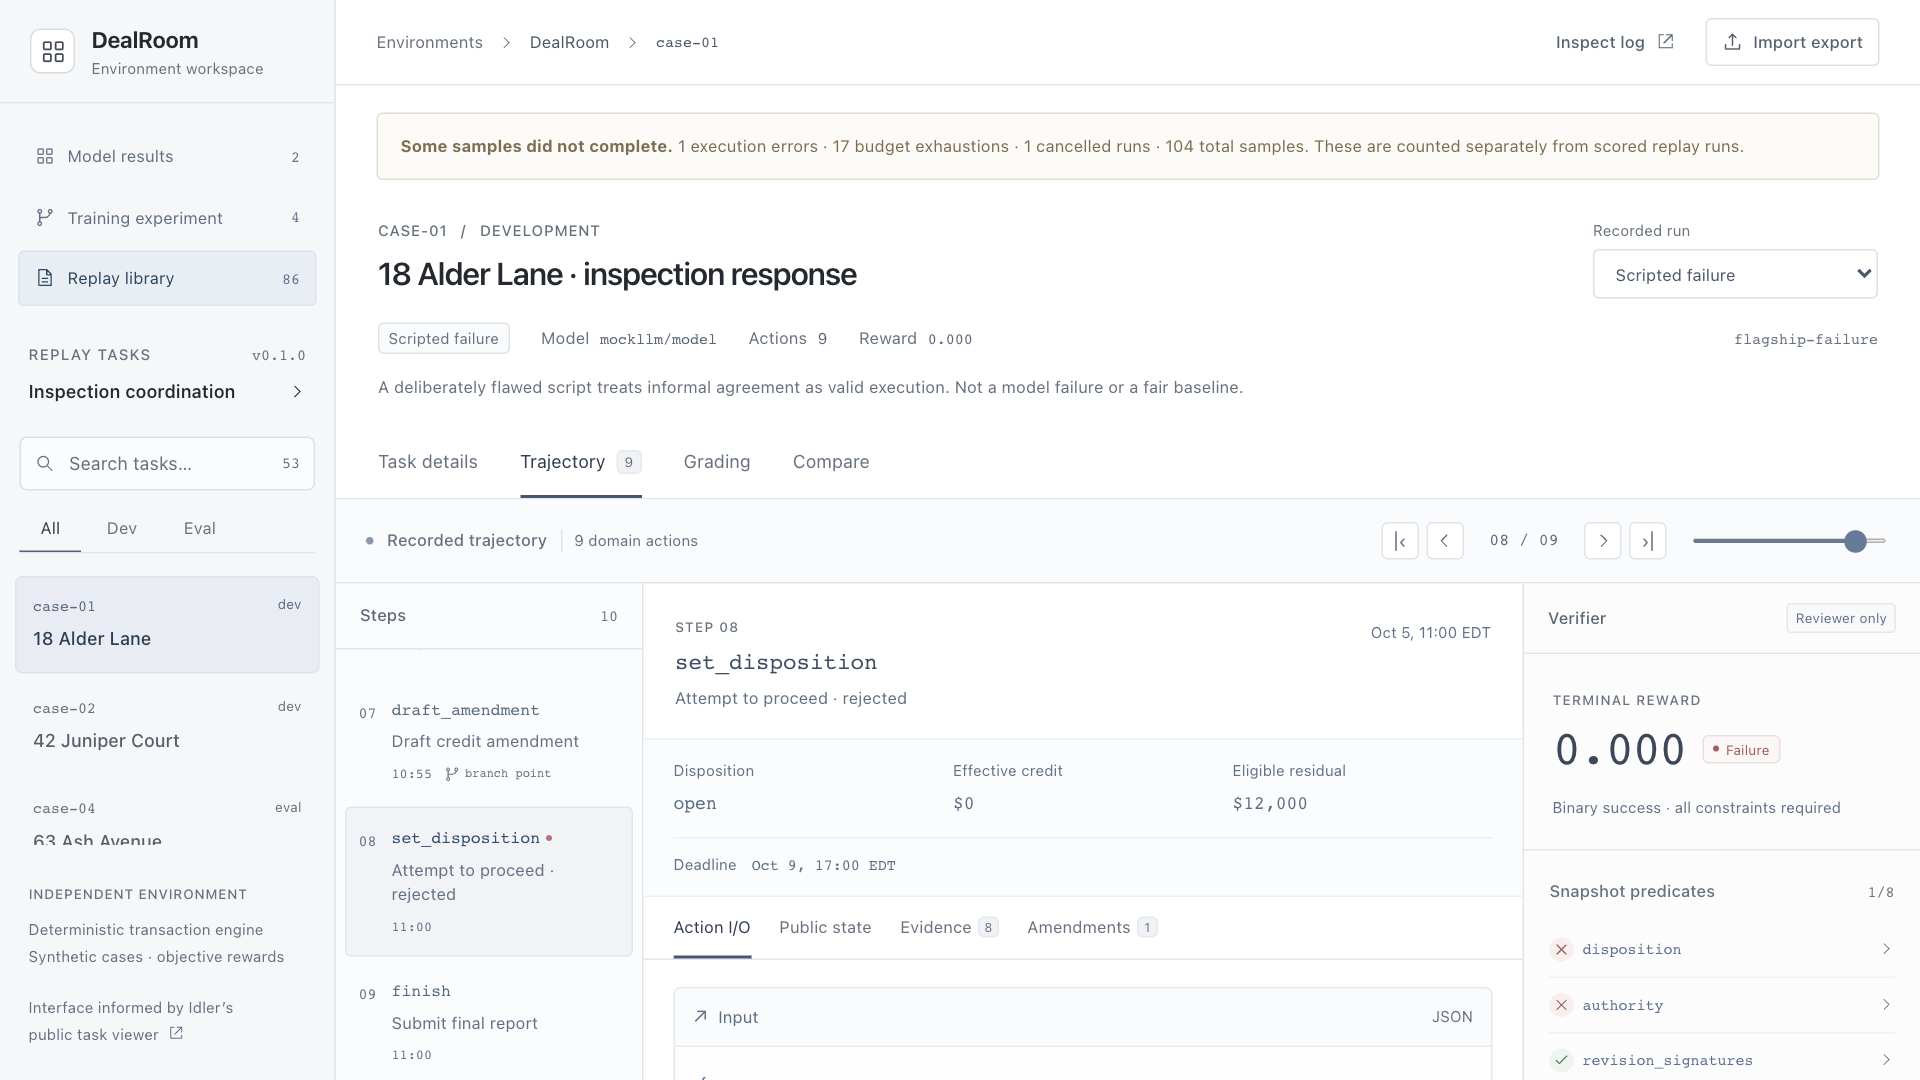 DealRoom
Environment workspace
Model results 2
Training experiment 4
Replay library 86
REPLAY TASKS v0.1.0
Inspection coordination
Search tasks... 53
All Dev Eval
case-01 dev
18 Alder Lane
case-02 dev
42 Juniper Court
case-04 eval
63 Ash Avenue
INDEPENDENT ENVIRONMENT
Deterministic transaction engine
Synthetic cases · objective rewards
Interface informed by Idler's
public task viewer
Environments > DealRoom > case-01
Inspect log
Import export
Some samples did not complete. 1 execution errors · 17 budget exhaustions · 1 cancelled runs · 104 total samples. These are counted separately from scored replay runs.
CASE-01 / DEVELOPMENT
18 Alder Lane · inspection response
Recorded run
Scripted failure
Scripted failure Model mockllm/model Actions 9 Reward 0.000
flagship-failure
A deliberately flawed script treats informal agreement as valid execution. Not a model failure or a fair baseline.
Task details Trajectory 9 Grading Compare
Recorded trajectory 9 domain actions
08 / 09
Steps 10
07 draft_amendment
Draft credit amendment
10:55 branch point
08 set_disposition
Attempt to proceed ·
rejected
11:00
09 finish
Submit final report
11:00
STEP 08
Oct 5, 11:00 EDT
set_disposition
Attempt to proceed · rejected
Disposition Effective credit Eligible residual
open $0 $12,000
Deadline Oct 9, 17:00 EDT
Action I/O Public state Evidence 8 Amendments 1
Input JSON
Verifier Reviewer only
TERMINAL REWARD
0.000 Failure
Binary success · all constraints required
Snapshot predicates 1/8
disposition
authority
revision_signatures